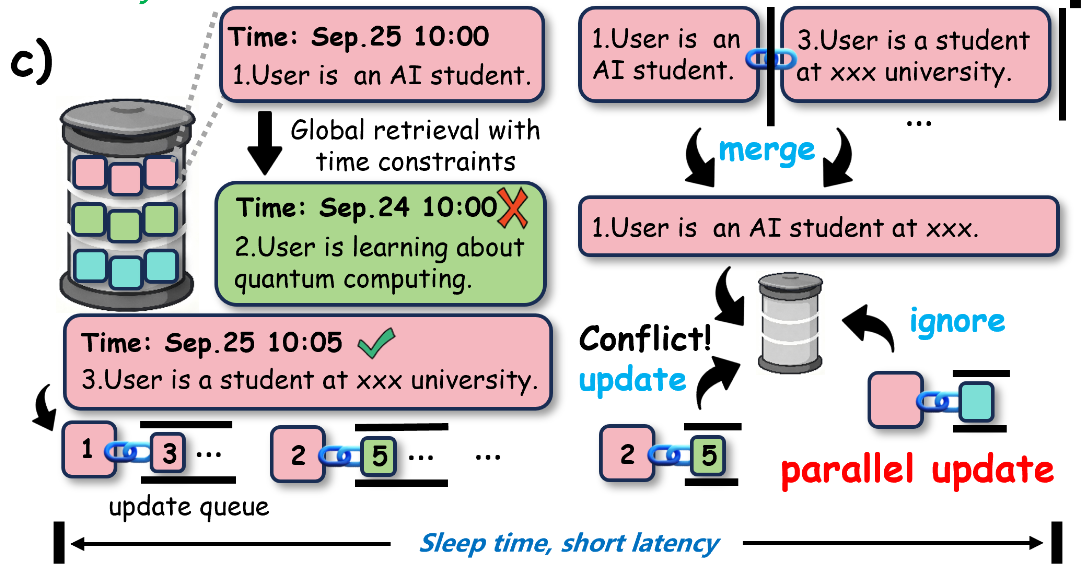 c)
Time: Sep.25 10:00
1.User is an AI student.
Global retrieval with
time constraints
Time: Sep.24 10:00
2.User is learning about
quantum computing.
Time: Sep.25 10:05
3.User is a student at xxx university.
1
3
...
2
5
...
...
update queue
1.User is an
AI student.
3.User is a student
at xxx university.
...
merge
1.User is an AI student at xxx.
Conflict!
update
ignore
2
5
parallel update
Sleep time, short latency